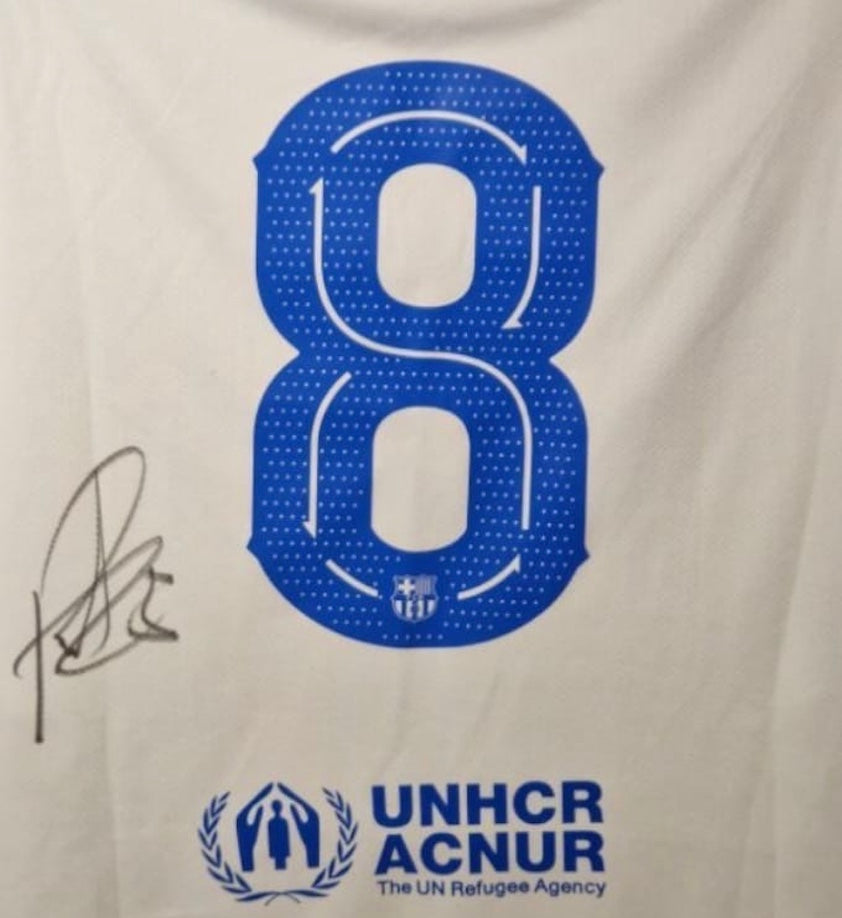 8
UNHCR
ACNUR
The UN Refugee Agency